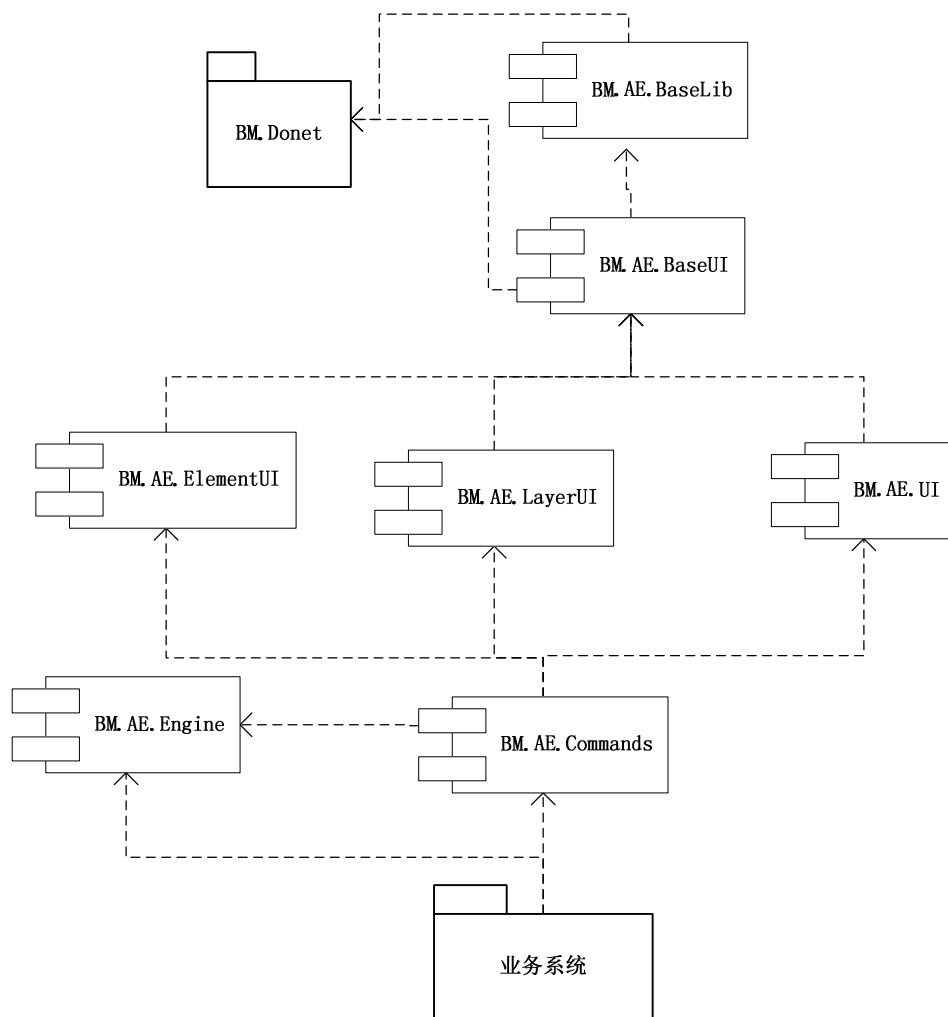 BM.AE.BaseLib
BM.Donet
BM.AE.BaseUI
BM.AE.ElementUI
BM.AE.LayerUI
BM.AE.UI
BM.AE.Engine
BM.AE.Commands
业务系统